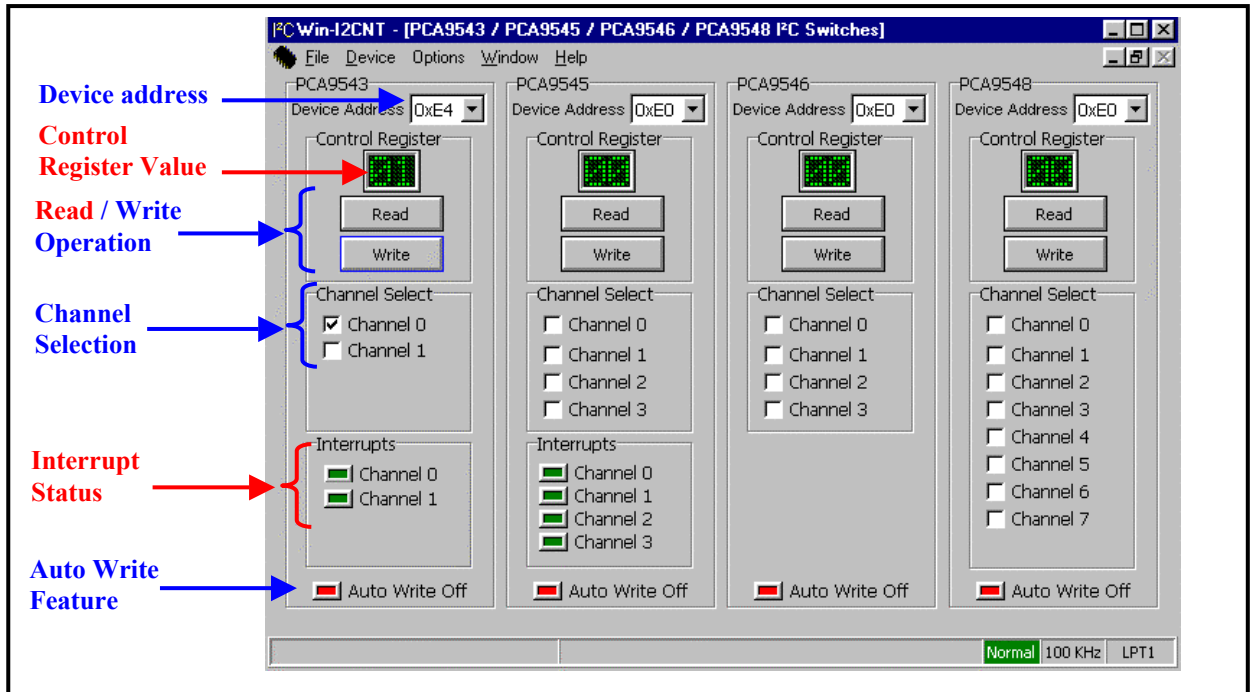 I²C Win-I2CNT - [PCA9543 / PCA9545 / PCA9546 / PCA9548 I²C Switches]
File Device Options Window Help
Device address
Control
Register Value
Read / Write
Operation
Channel
Selection
Interrupt
Status
Auto Write
Feature
PCA9543
Device Address 0xE4
Control Register
01
Read
Write
Channel Select
Channel 0
Channel 1
Interrupts
Channel 0
Channel 1
Auto Write Off
PCA9545
Device Address 0xE0
Control Register
00
Read
Write
Channel Select
Channel 0
Channel 1
Channel 2
Channel 3
Interrupts
Channel 0
Channel 1
Channel 2
Channel 3
Auto Write Off
PCA9546
Device Address 0xE0
Control Register
00
Read
Write
Channel Select
Channel 0
Channel 1
Channel 2
Channel 3
Auto Write Off
PCA9548
Device Address 0xE0
Control Register
00
Read
Write
Channel Select
Channel 0
Channel 1
Channel 2
Channel 3
Channel 4
Channel 5
Channel 6
Channel 7
Auto Write Off
Normal 100 KHz LPT1